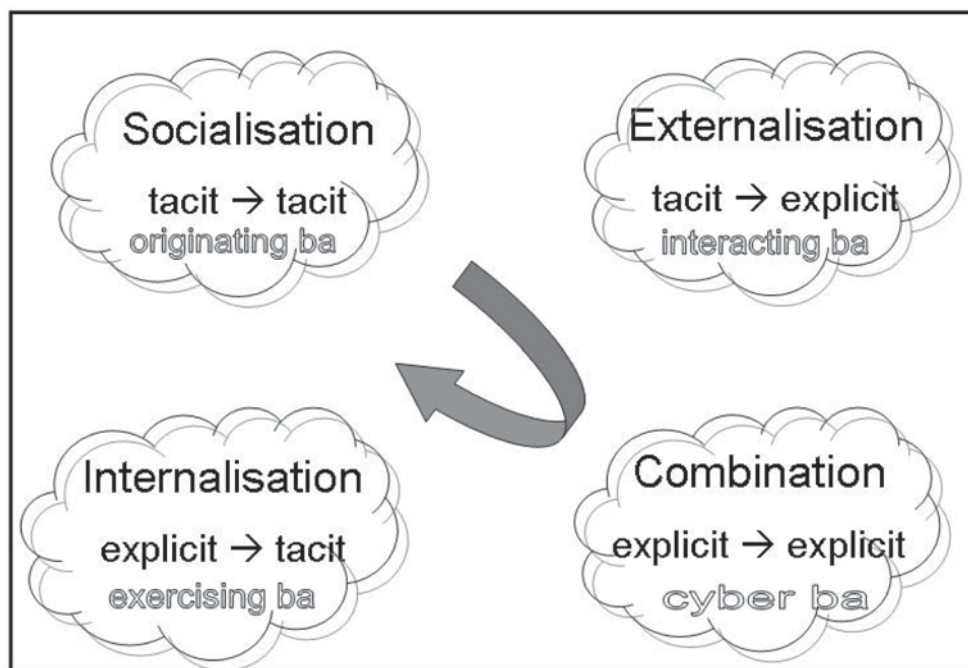 Socialisation
tacit → tacit
originating ba
Externalisation
tacit → explicit
interacting ba
Internalisation
explicit → tacit
exercising ba
Combination
explicit → explicit
cyber ba